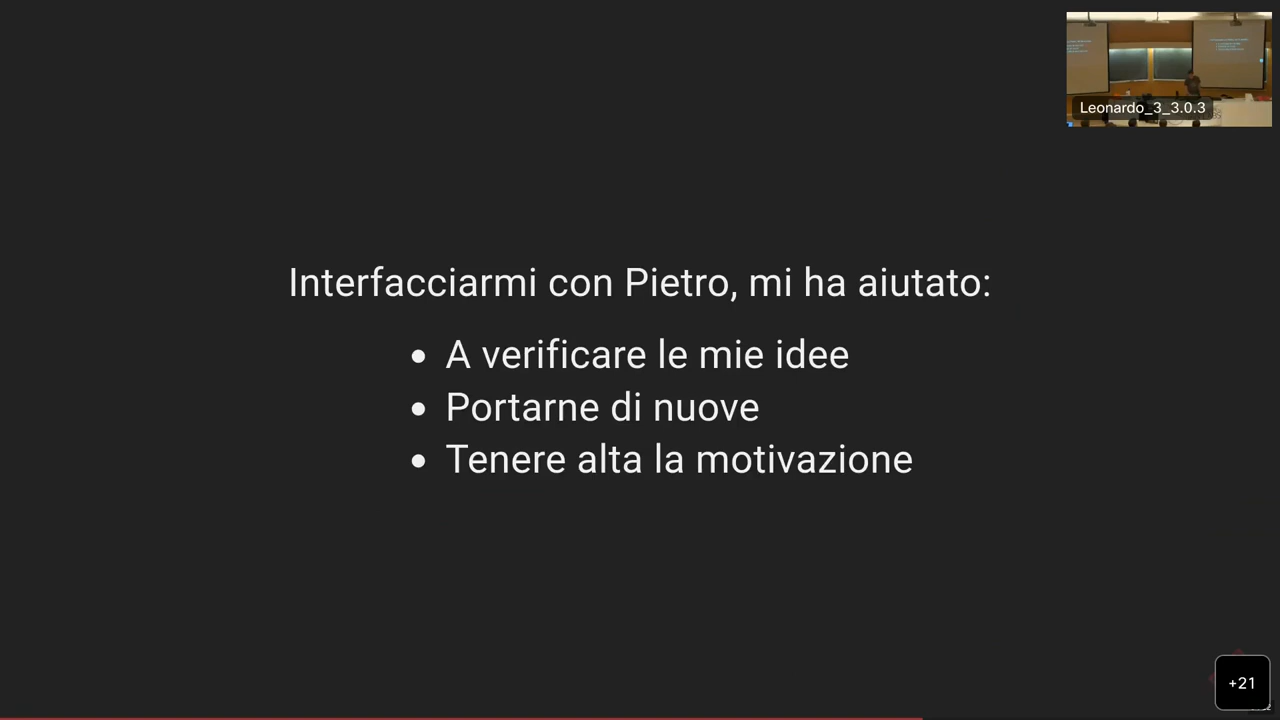 Leonardo_3_3.0.3
Interfacciarmi con Pietro, mi ha aiutato:
A verificare le mie idee
Portarne di nuove
Tenere alta la motivazione
+21